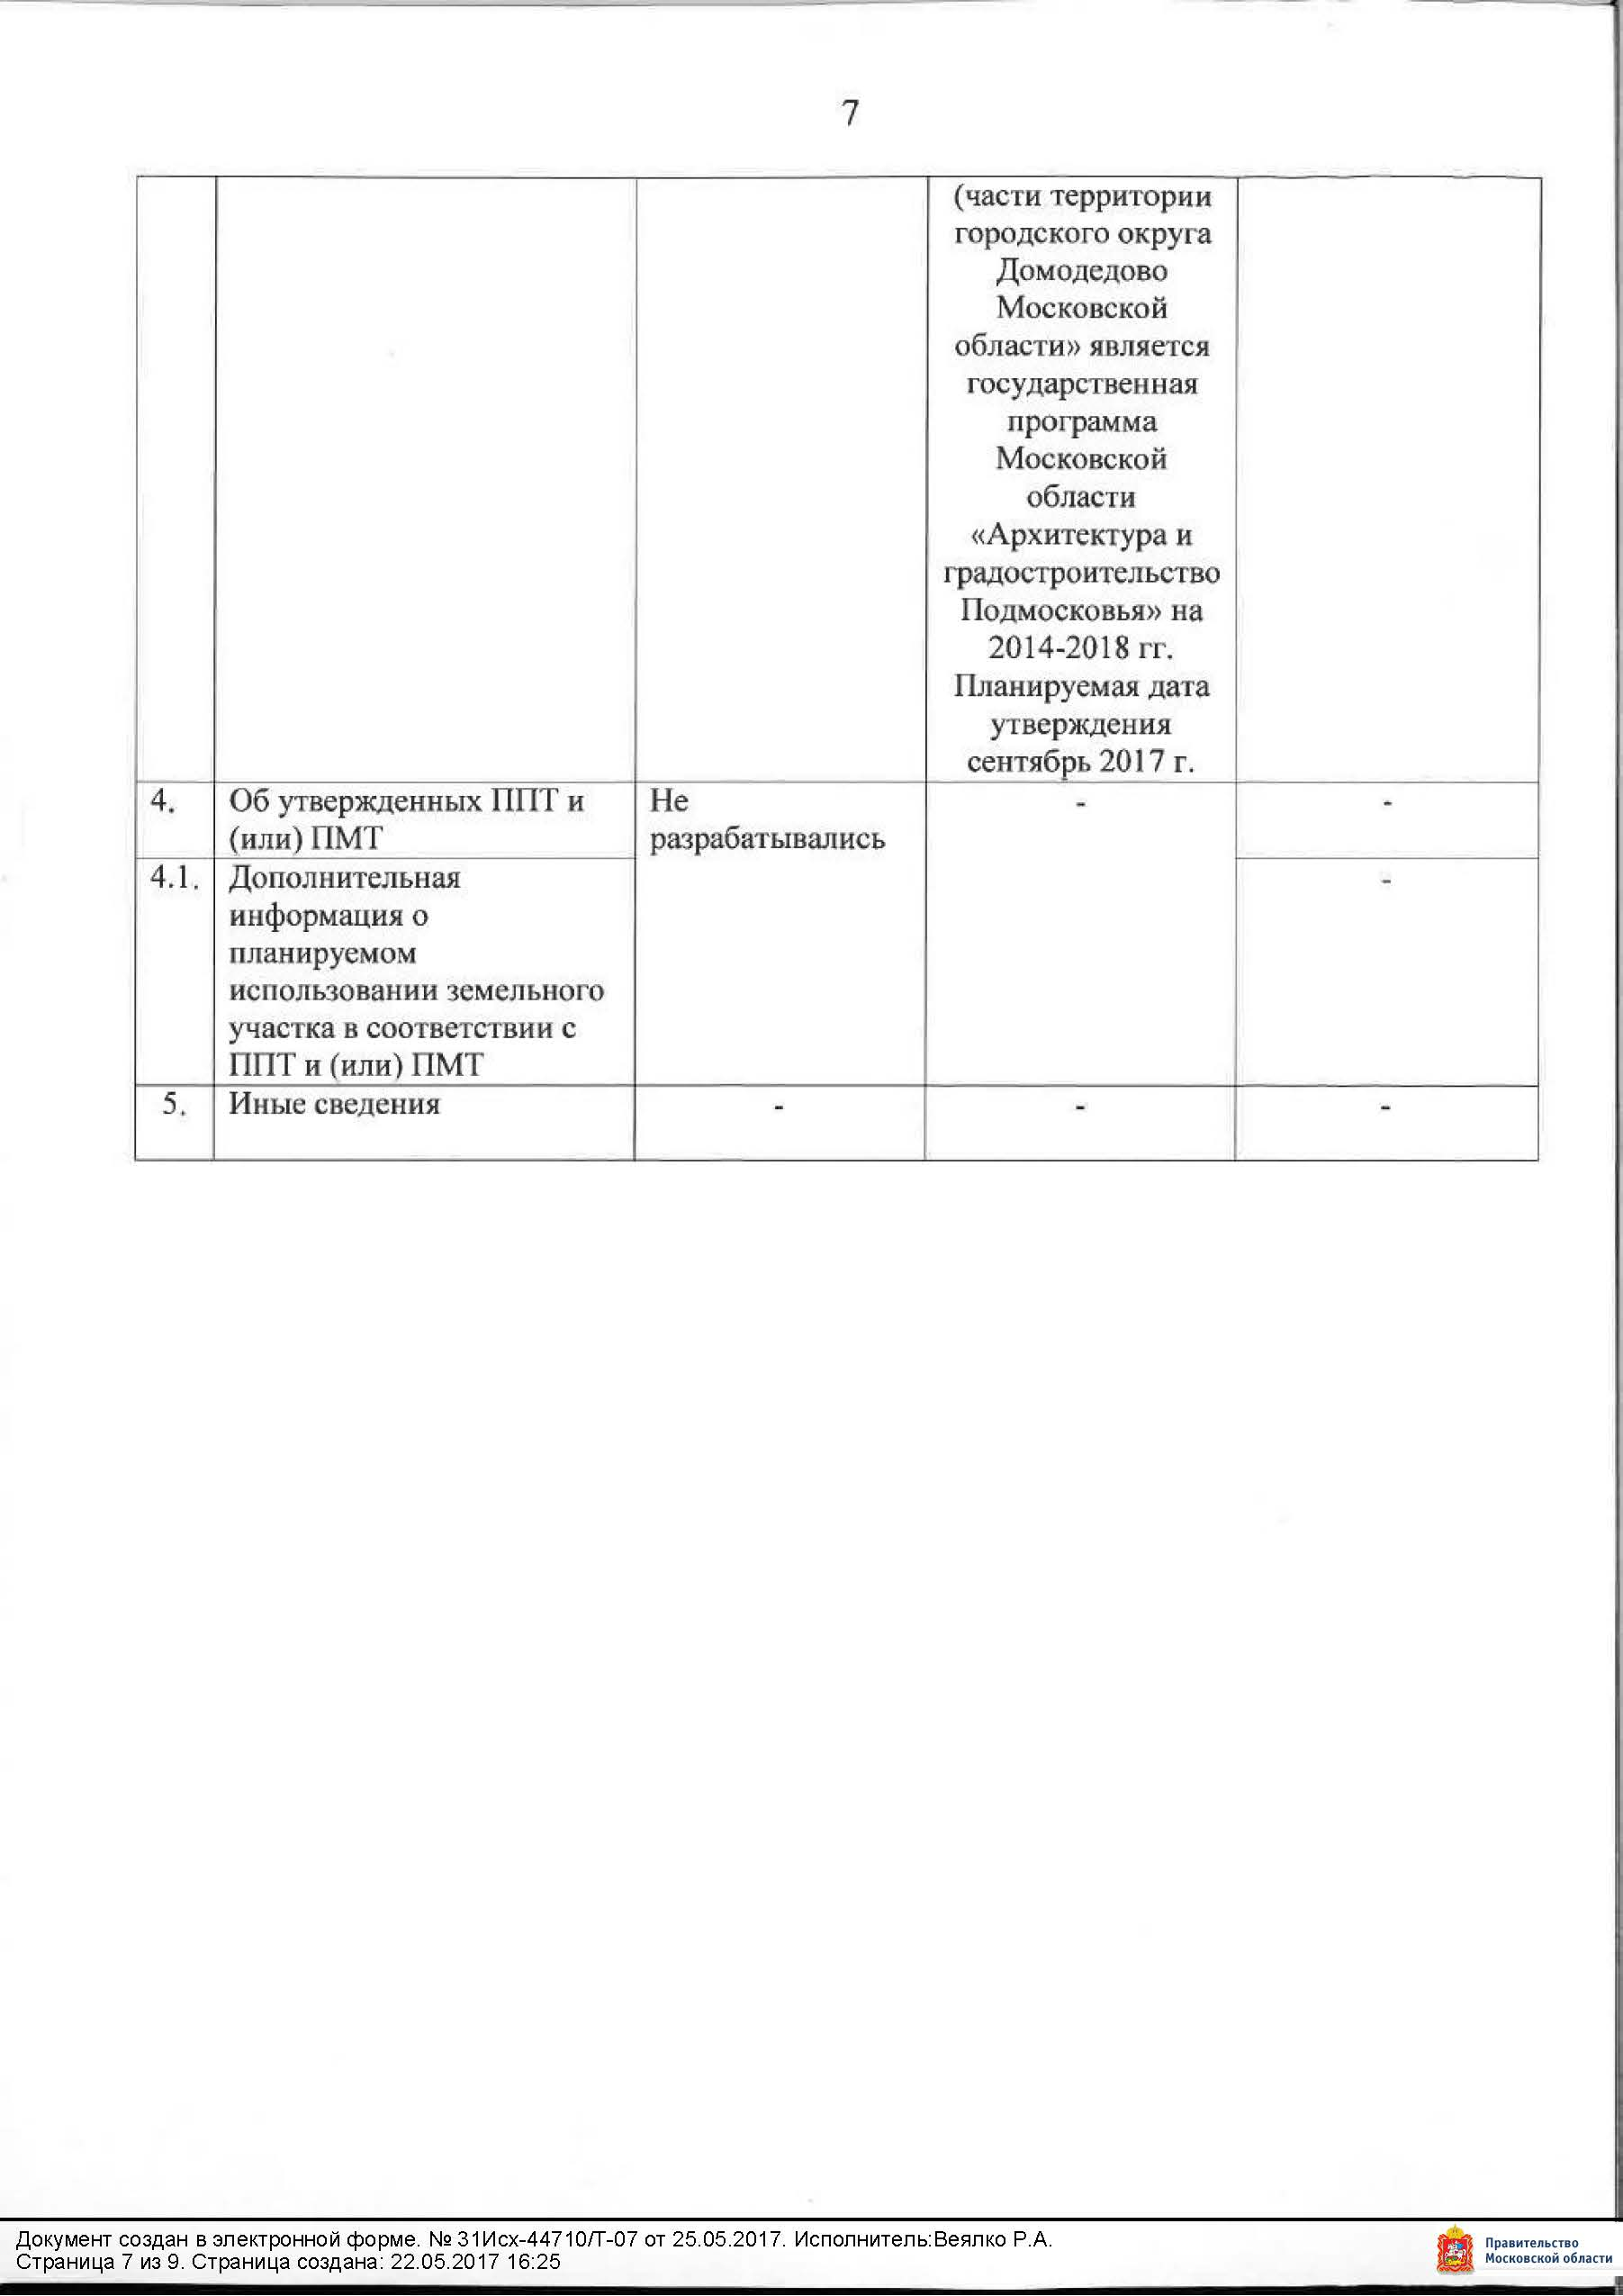 7
(части территории
городского округа
Домодедово
Московской
области» является
государственная
программа
Московской
области
«Архитектура и
градостроительство
Подмосковья» на
2014-2018 гг.
Планируемая дата
утверждения
сентябрь 2017 г.
4.
Об утвержденных ППТ и
(или) ПМТ
Не
разрабатывались
-
-
4.1.
Дополнительная
информация о
планируемом
использовании земельного
участка в соответствии с
ППТ и (или) ПМТ
-
5.
Иные сведения
-
-
-
Документ создан в электронной форме. № 31Исх-44710/Т-07 от 25.05.2017. Исполнитель:Веялко Р.А.
Страница 7 из 9. Страница создана: 22.05.2017 16:25
Правительство
Московской области